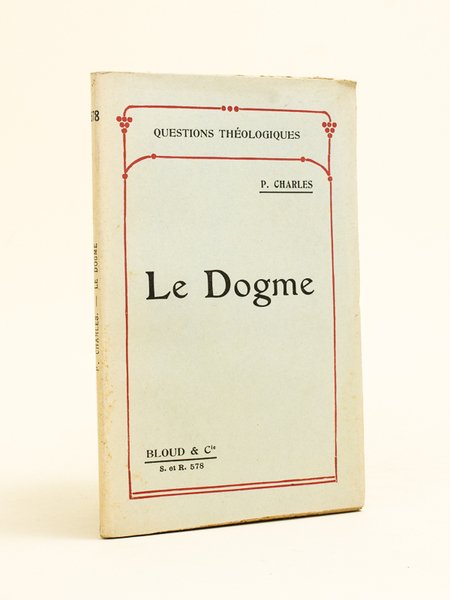 QUESTIONS THÉOLOGIQUES
P. CHARLES
Le Dogme
BLOUD & Cie
S. et R. 578
P. CHARLES. — LE DOGME